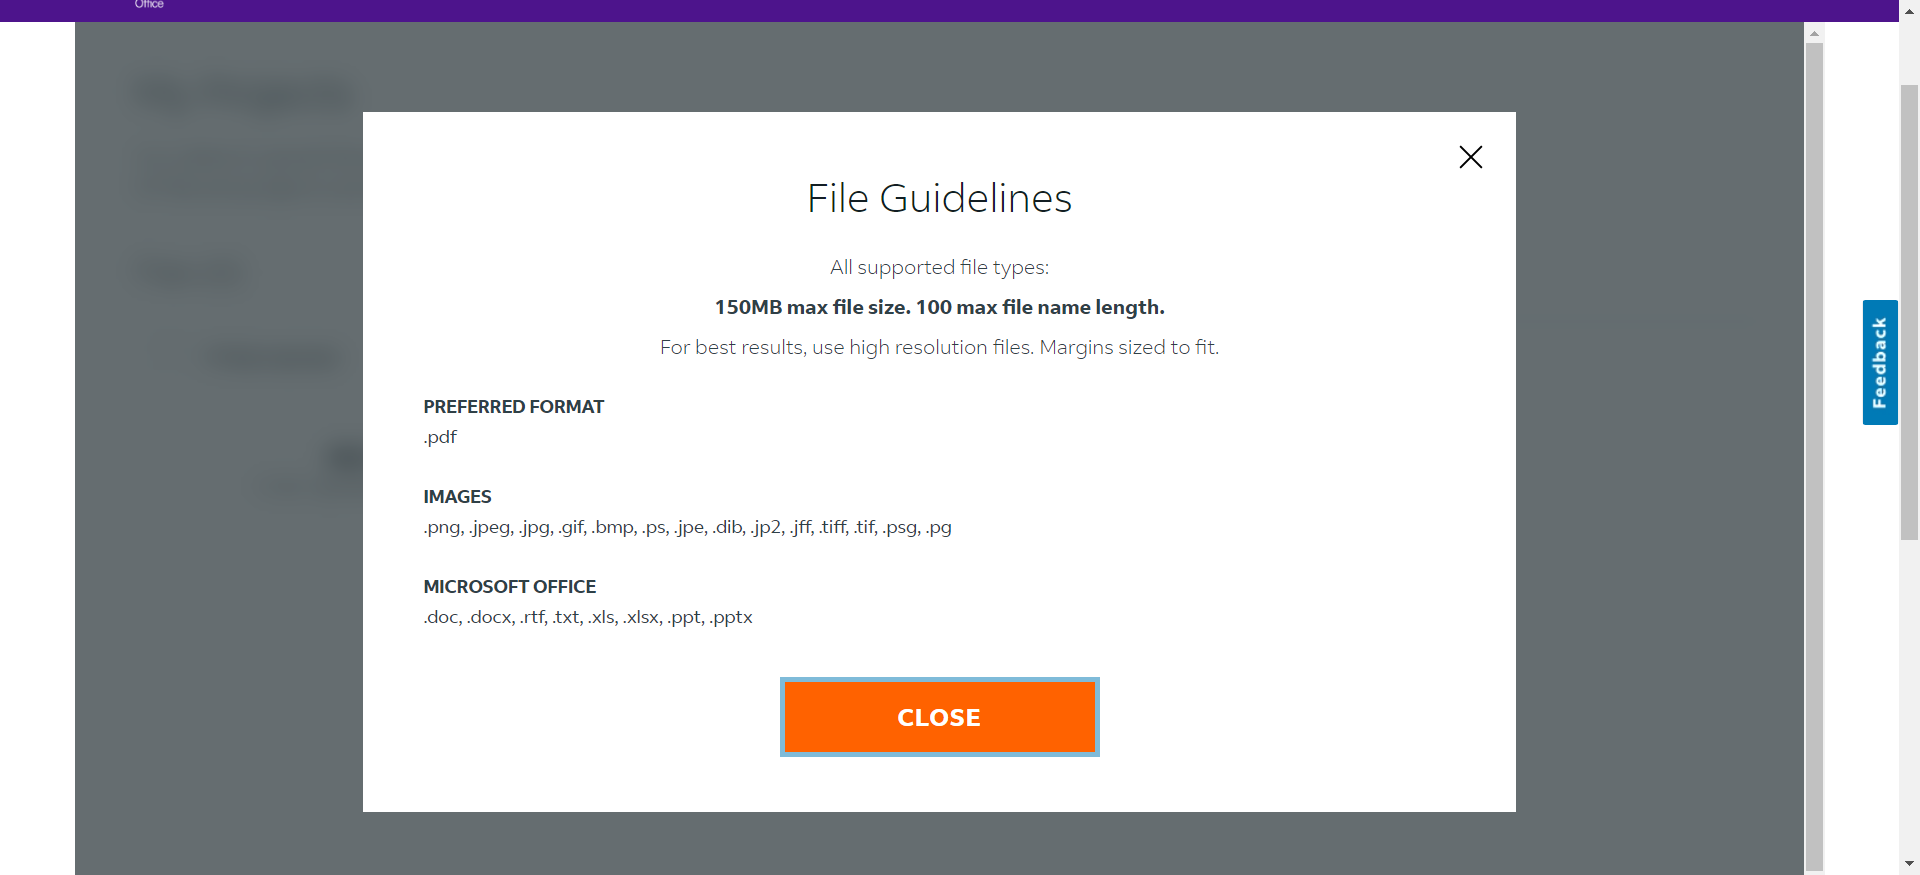 Office
File Guidelines
All supported file types:
150MB max file size. 100 max file name length.
For best results, use high resolution files. Margins sized to fit.
PREFERRED FORMAT
.pdf
IMAGES
.png, .jpeg, .jpg, .gif, .bmp, .ps, .jpe, .dib, .jp2, .jff, .tiff, .tif, .psg, .pg
MICROSOFT OFFICE
.doc, .docx, .rtf, .txt, .xls, .xlsx, .ppt, .pptx
CLOSE
Feedback